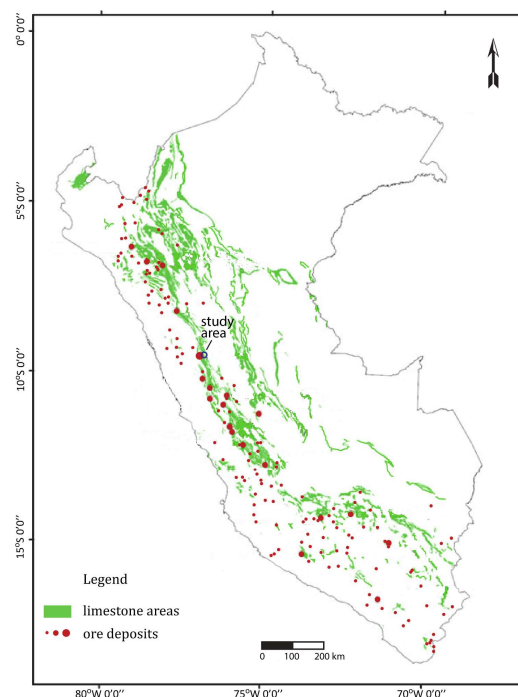 0° 0'0''
5°S 0'0''
study
area
10°S 0'0''
15°S 0'0''
Legend
limestone areas
ore deposits
0 100 200 km
80°W 0'0''
75°W 0'0''
70°W 0'0''